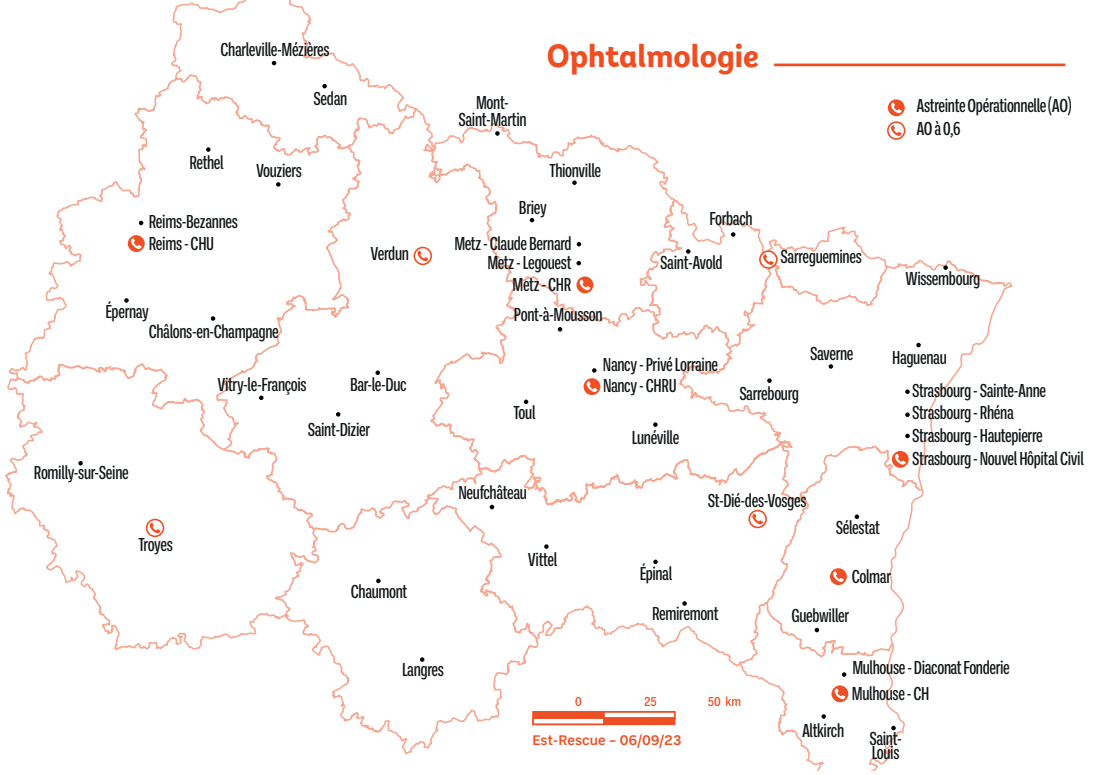 Ophtalmologie
Astreinte Opérationnelle (AO)
AO à 0,6
Charleville-Mézières
Sedan
Mont-
Saint-Martin
Rethel
Vouziers
Thionville
Briey
Forbach
Reims-Bezannes
Reims - CHU
Verdun
Metz - Claude Bernard
Metz - Legouest
Metz - CHR
Saint-Avold
Sarreguemines
Wissembourg
Épernay
Châlons-en-Champagne
Pont-à-Mousson
Saverne
Haguenau
Vitry-le-François
Bar-le-Duc
Nancy - Privé Lorraine
Nancy - CHRU
Sarrebourg
Strasbourg - Sainte-Anne
Strasbourg - Rhéna
Strasbourg - Hautepierre
Strasbourg - Nouvel Hôpital Civil
Saint-Dizier
Toul
Lunéville
Romilly-sur-Seine
Neufchâteau
St-Dié-des-Vosges
Sélestat
Troyes
Vittel
Épinal
Colmar
Chaumont
Remiremont
Guebwiller
Langres
Mulhouse - Diaconat Fonderie
Mulhouse - CH
Altkirch
Saint-
Louis
0 25 50 km
Est-Rescue – 06/09/23